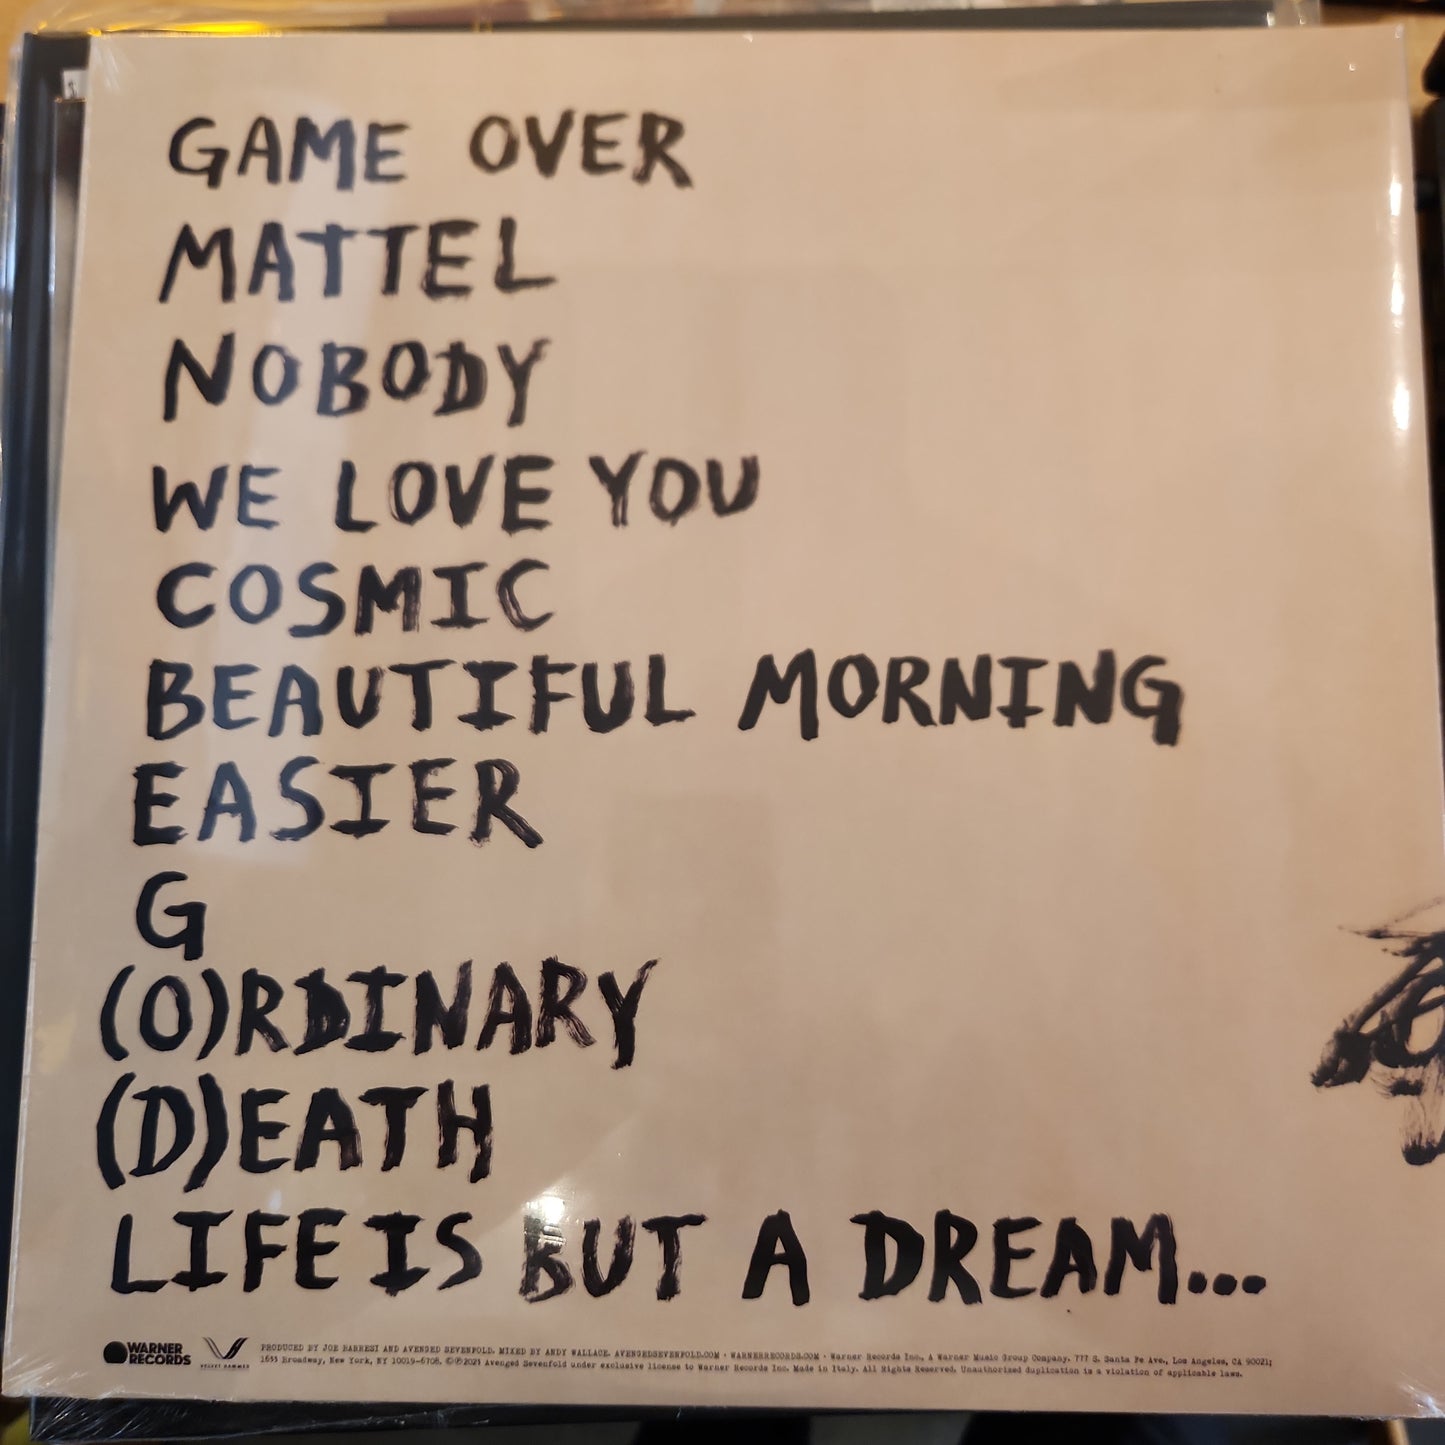 GAME OVER
MATTEL
NOBODY
WE LOVE YOU
COSMIC
BEAUTIFUL MORNING
EASIER
G
(O)RDINARY
(D)EATH
LIFE IS BUT A DREAM...
WARNER
RECORDS
VELVET HAMMER
PRODUCED BY JOE BARRESI AND AVENGED SEVENFOLD. MIXED BY ANDY WALLACE. AVENGEDSEVENFOLD.COM · WARNERRECORDS.COM · Warner Records Inc., A Warner Music Group Company. 777 S. Santa Fe Ave., Los Angeles, CA 90021;
1633 Broadway, New York, NY 10019-6708. ©℗2023 Avenged Sevenfold under exclusive license to Warner Records Inc. Made in Italy. All Rights Reserved. Unauthorized duplication is a violation of applicable laws.